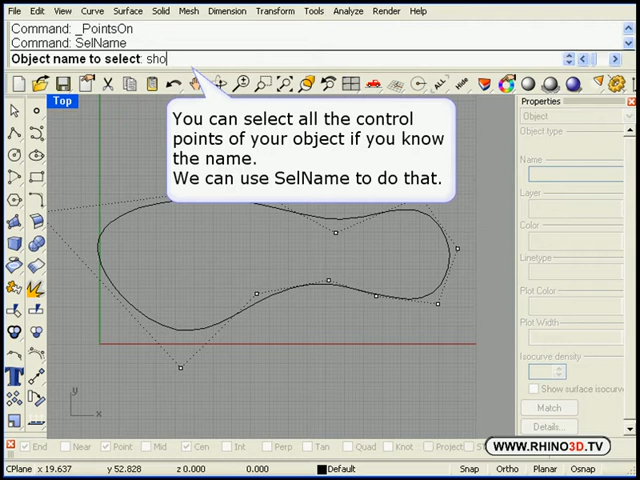 File Edit View Curve Surface Solid Mesh Dimension Transform Tools Analyze Render Help
Command: _PointsOn
Command: SelName
Object name to select: sho
ALL
Hide
Top
You can select all the control
points of your object if you know
the name.
We can use SelName to do that.
y
x
Properties
Object
Object type
Name
Layer
Color
Linetype
Plot Color
Plot Width
Isocurve density
Show surface isocurve
Match
Details...
T
WWW.RHINO3D.TV
End Near Point Mid Cen Int Perp Tan Quad Knot Project
CPlane x 19.637 y 52.828 z 0.000 0.000 Default Snap Ortho Planar Osnap